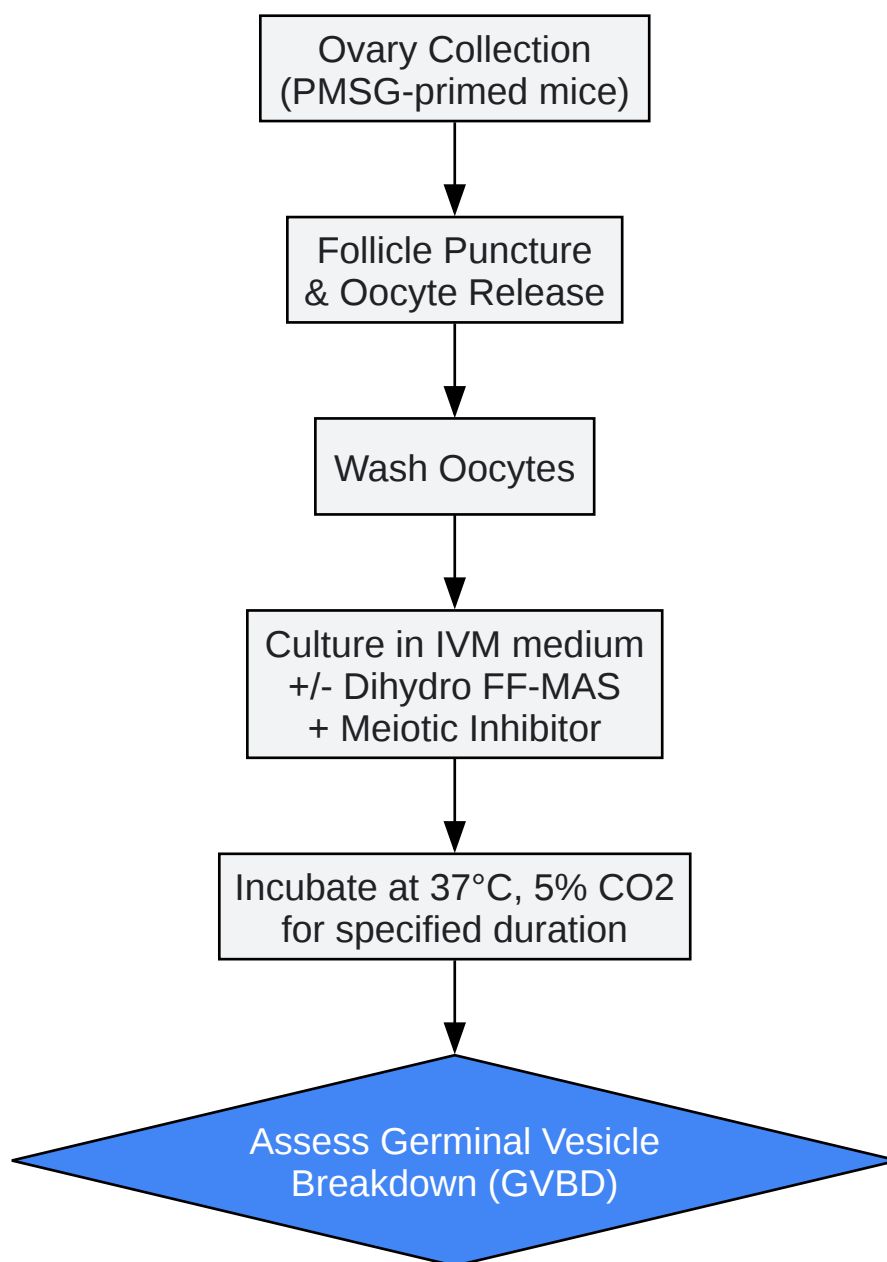 Ovary Collection
(PMSG-primed mice)
Follicle Puncture
& Oocyte Release
Wash Oocytes
Culture in IVM medium
+/- Dihydro FF-MAS
+ Meiotic Inhibitor
Incubate at 37°C, 5% CO2
for specified duration
Assess Germinal Vesicle
Breakdown (GVBD)